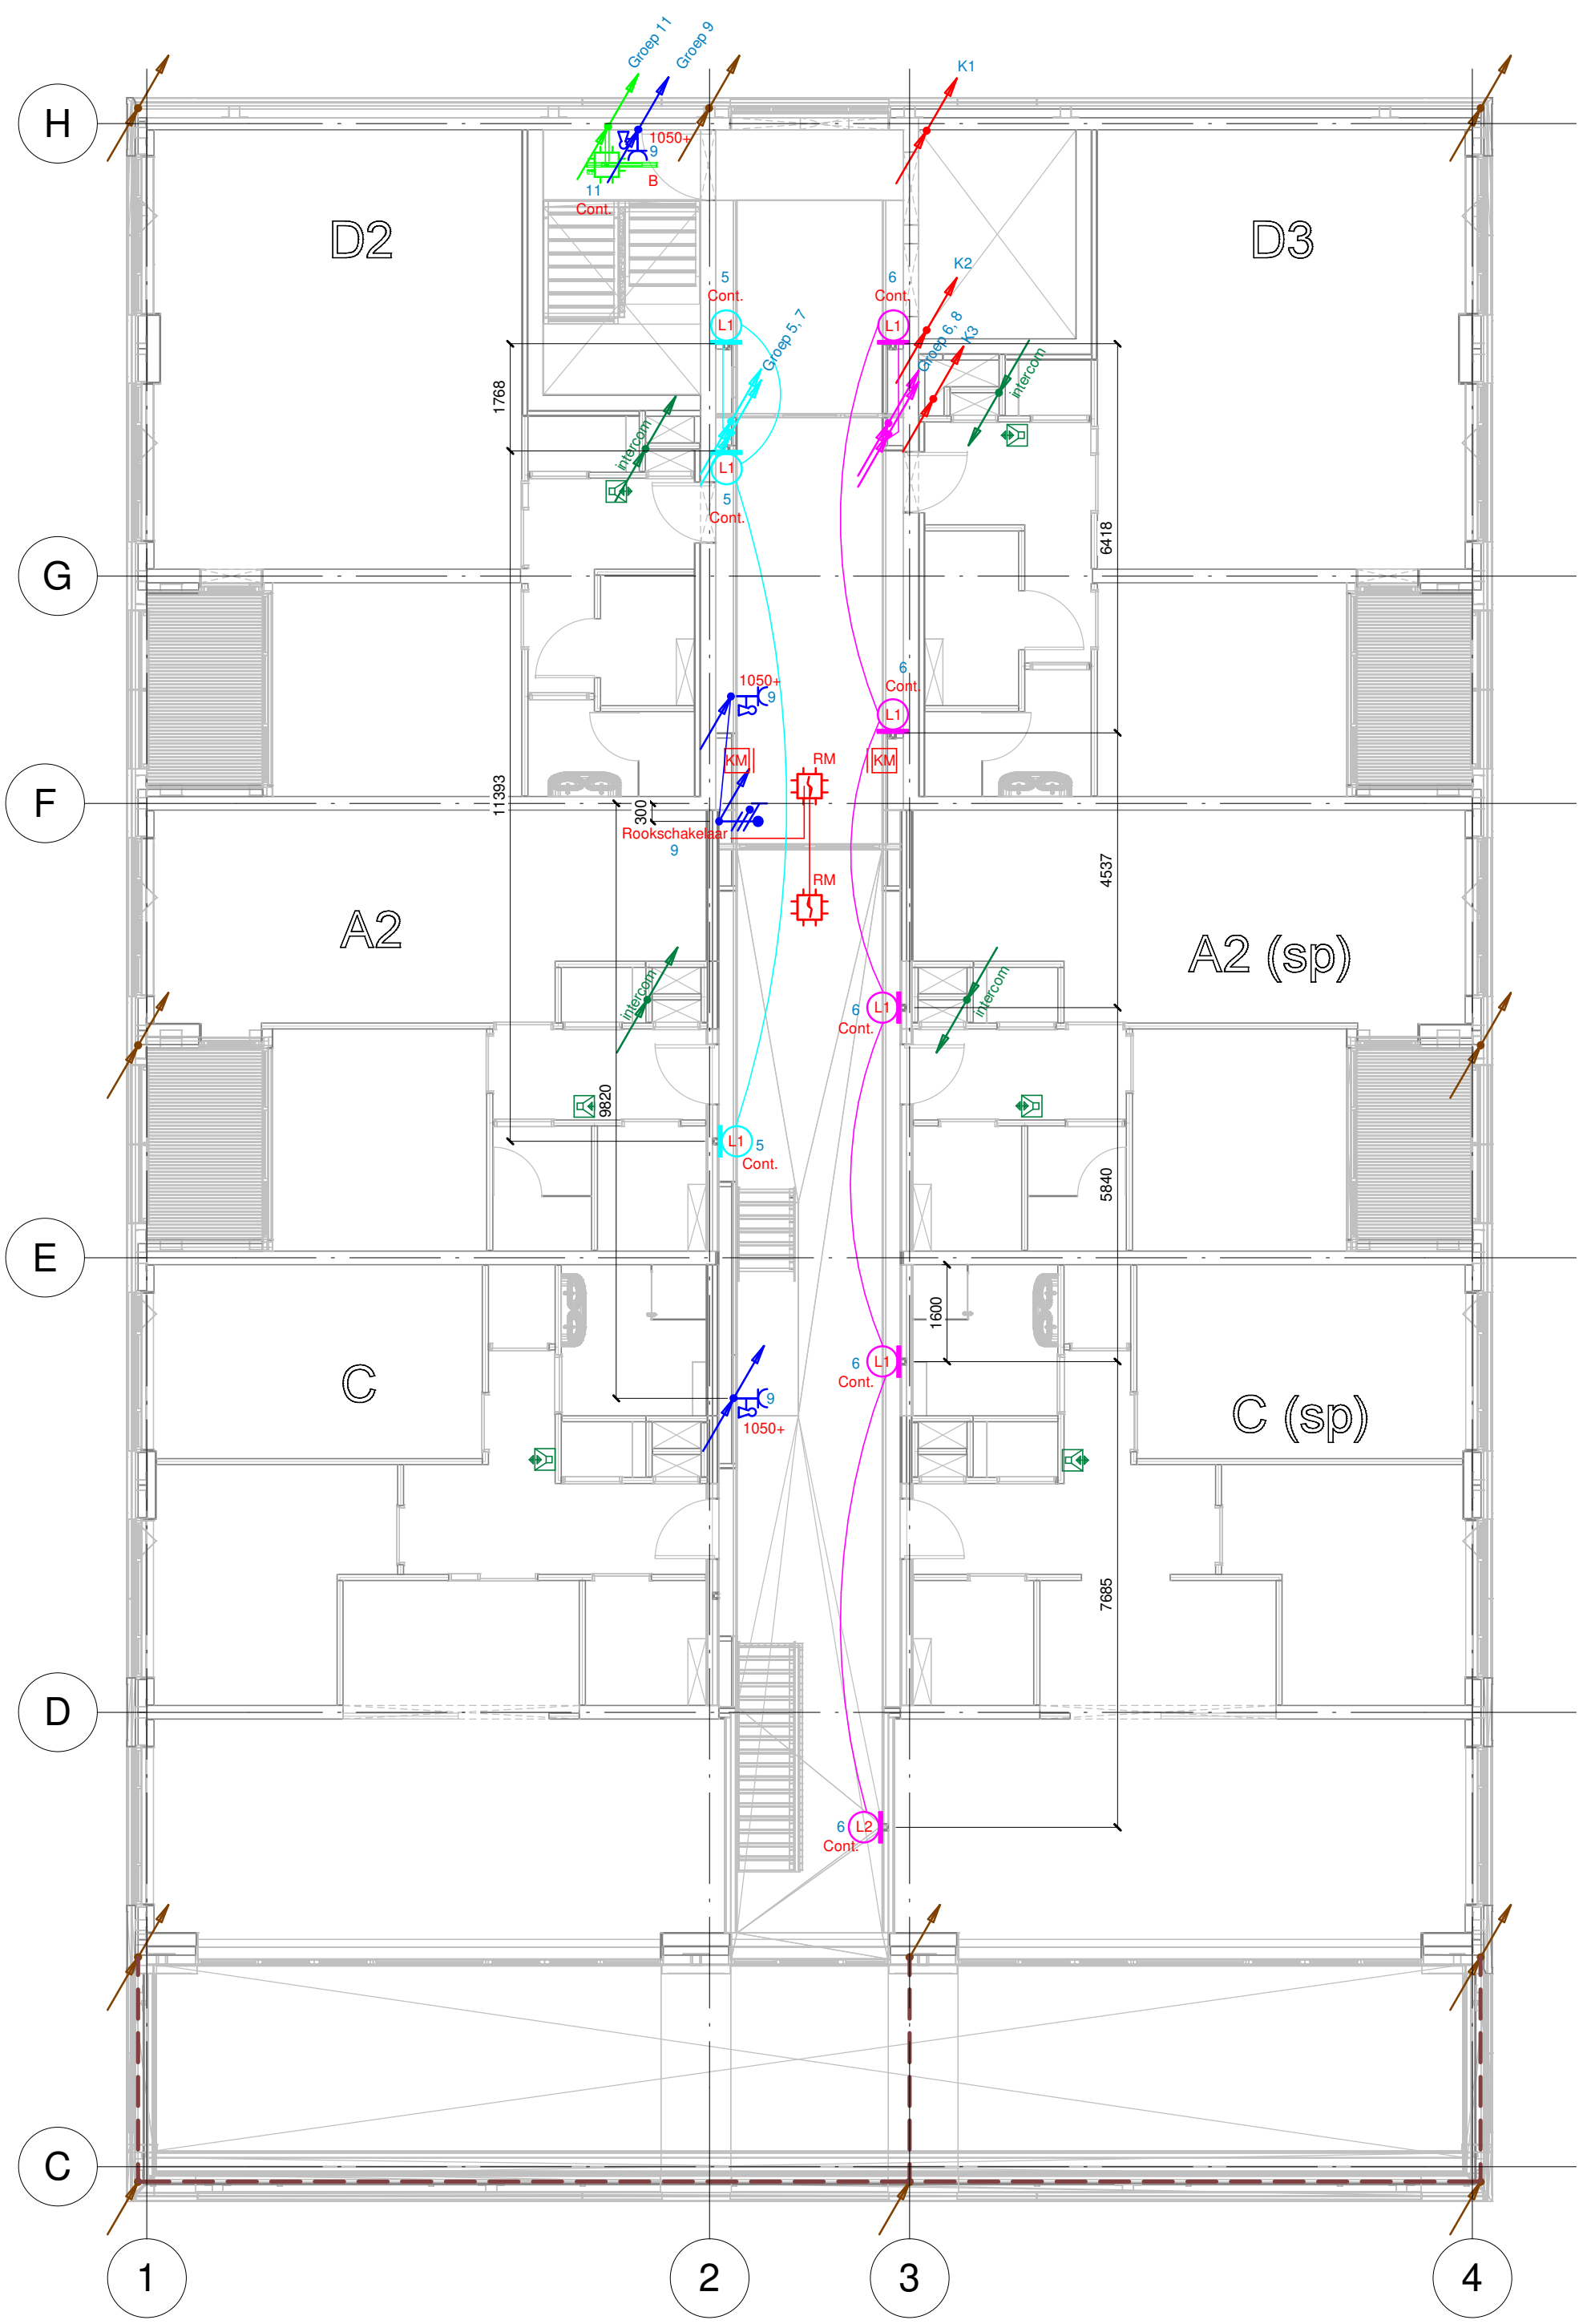 Groep 11
Groep 9
K1
H
1050+
9
B
11
Cont.
D2
D3
K2
5
Cont.
6
Cont.
L1
L1
Groep 5, 7
Groep 6, 8
K3
intercom
1768
intercom
L1
5
Cont.
6418
G
6
Cont.
1050+
9
L1
KM
KM
RM
F
11393
300
Rookschakelaar
9
4537
RM
A2
A2 (sp)
intercom
intercom
6
L1
Cont.
9820
L1
5
Cont.
5840
E
1600
6
L1
Cont.
C
9
1050+
C (sp)
7685
D
6
L2
Cont.
C
1
2
3
4